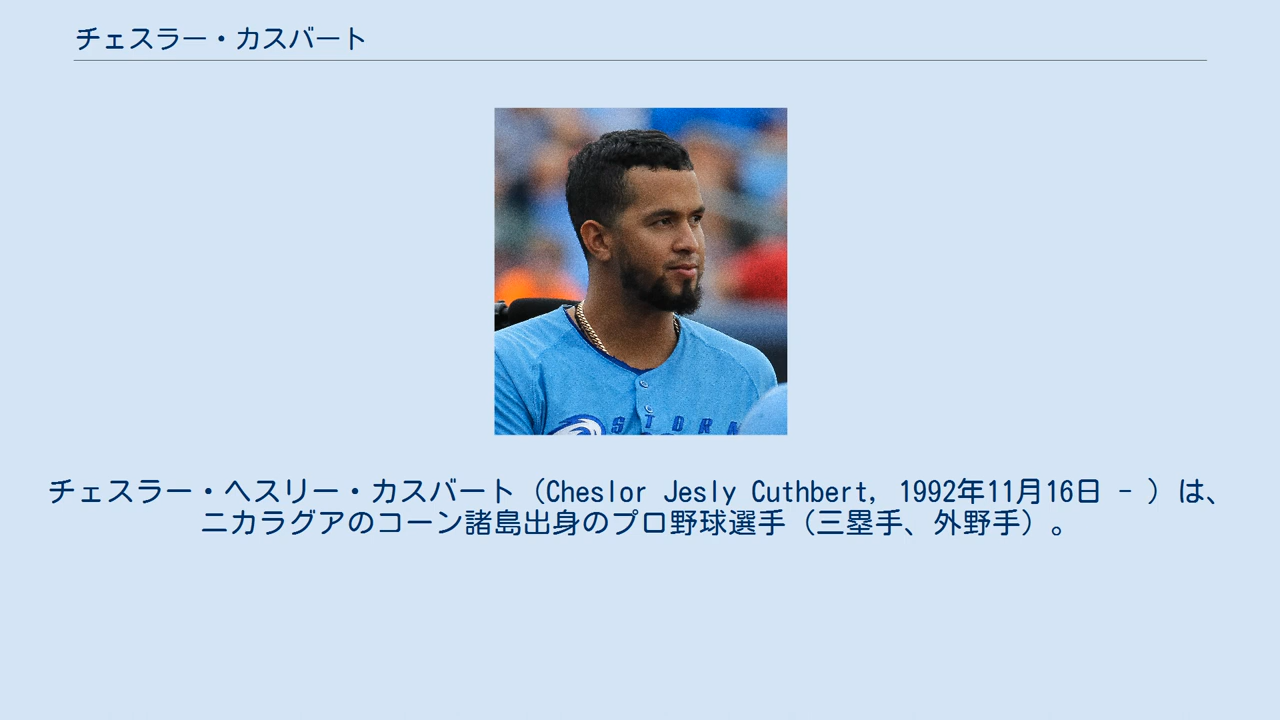 チェスラー・カスバート
STORM
チェスラー・ヘスリー・カスバート（Cheslor Jesly Cuthbert, 1992年11月16日 - ）は、
ニカラグアのコーン諸島出身のプロ野球選手（三塁手、外野手）。